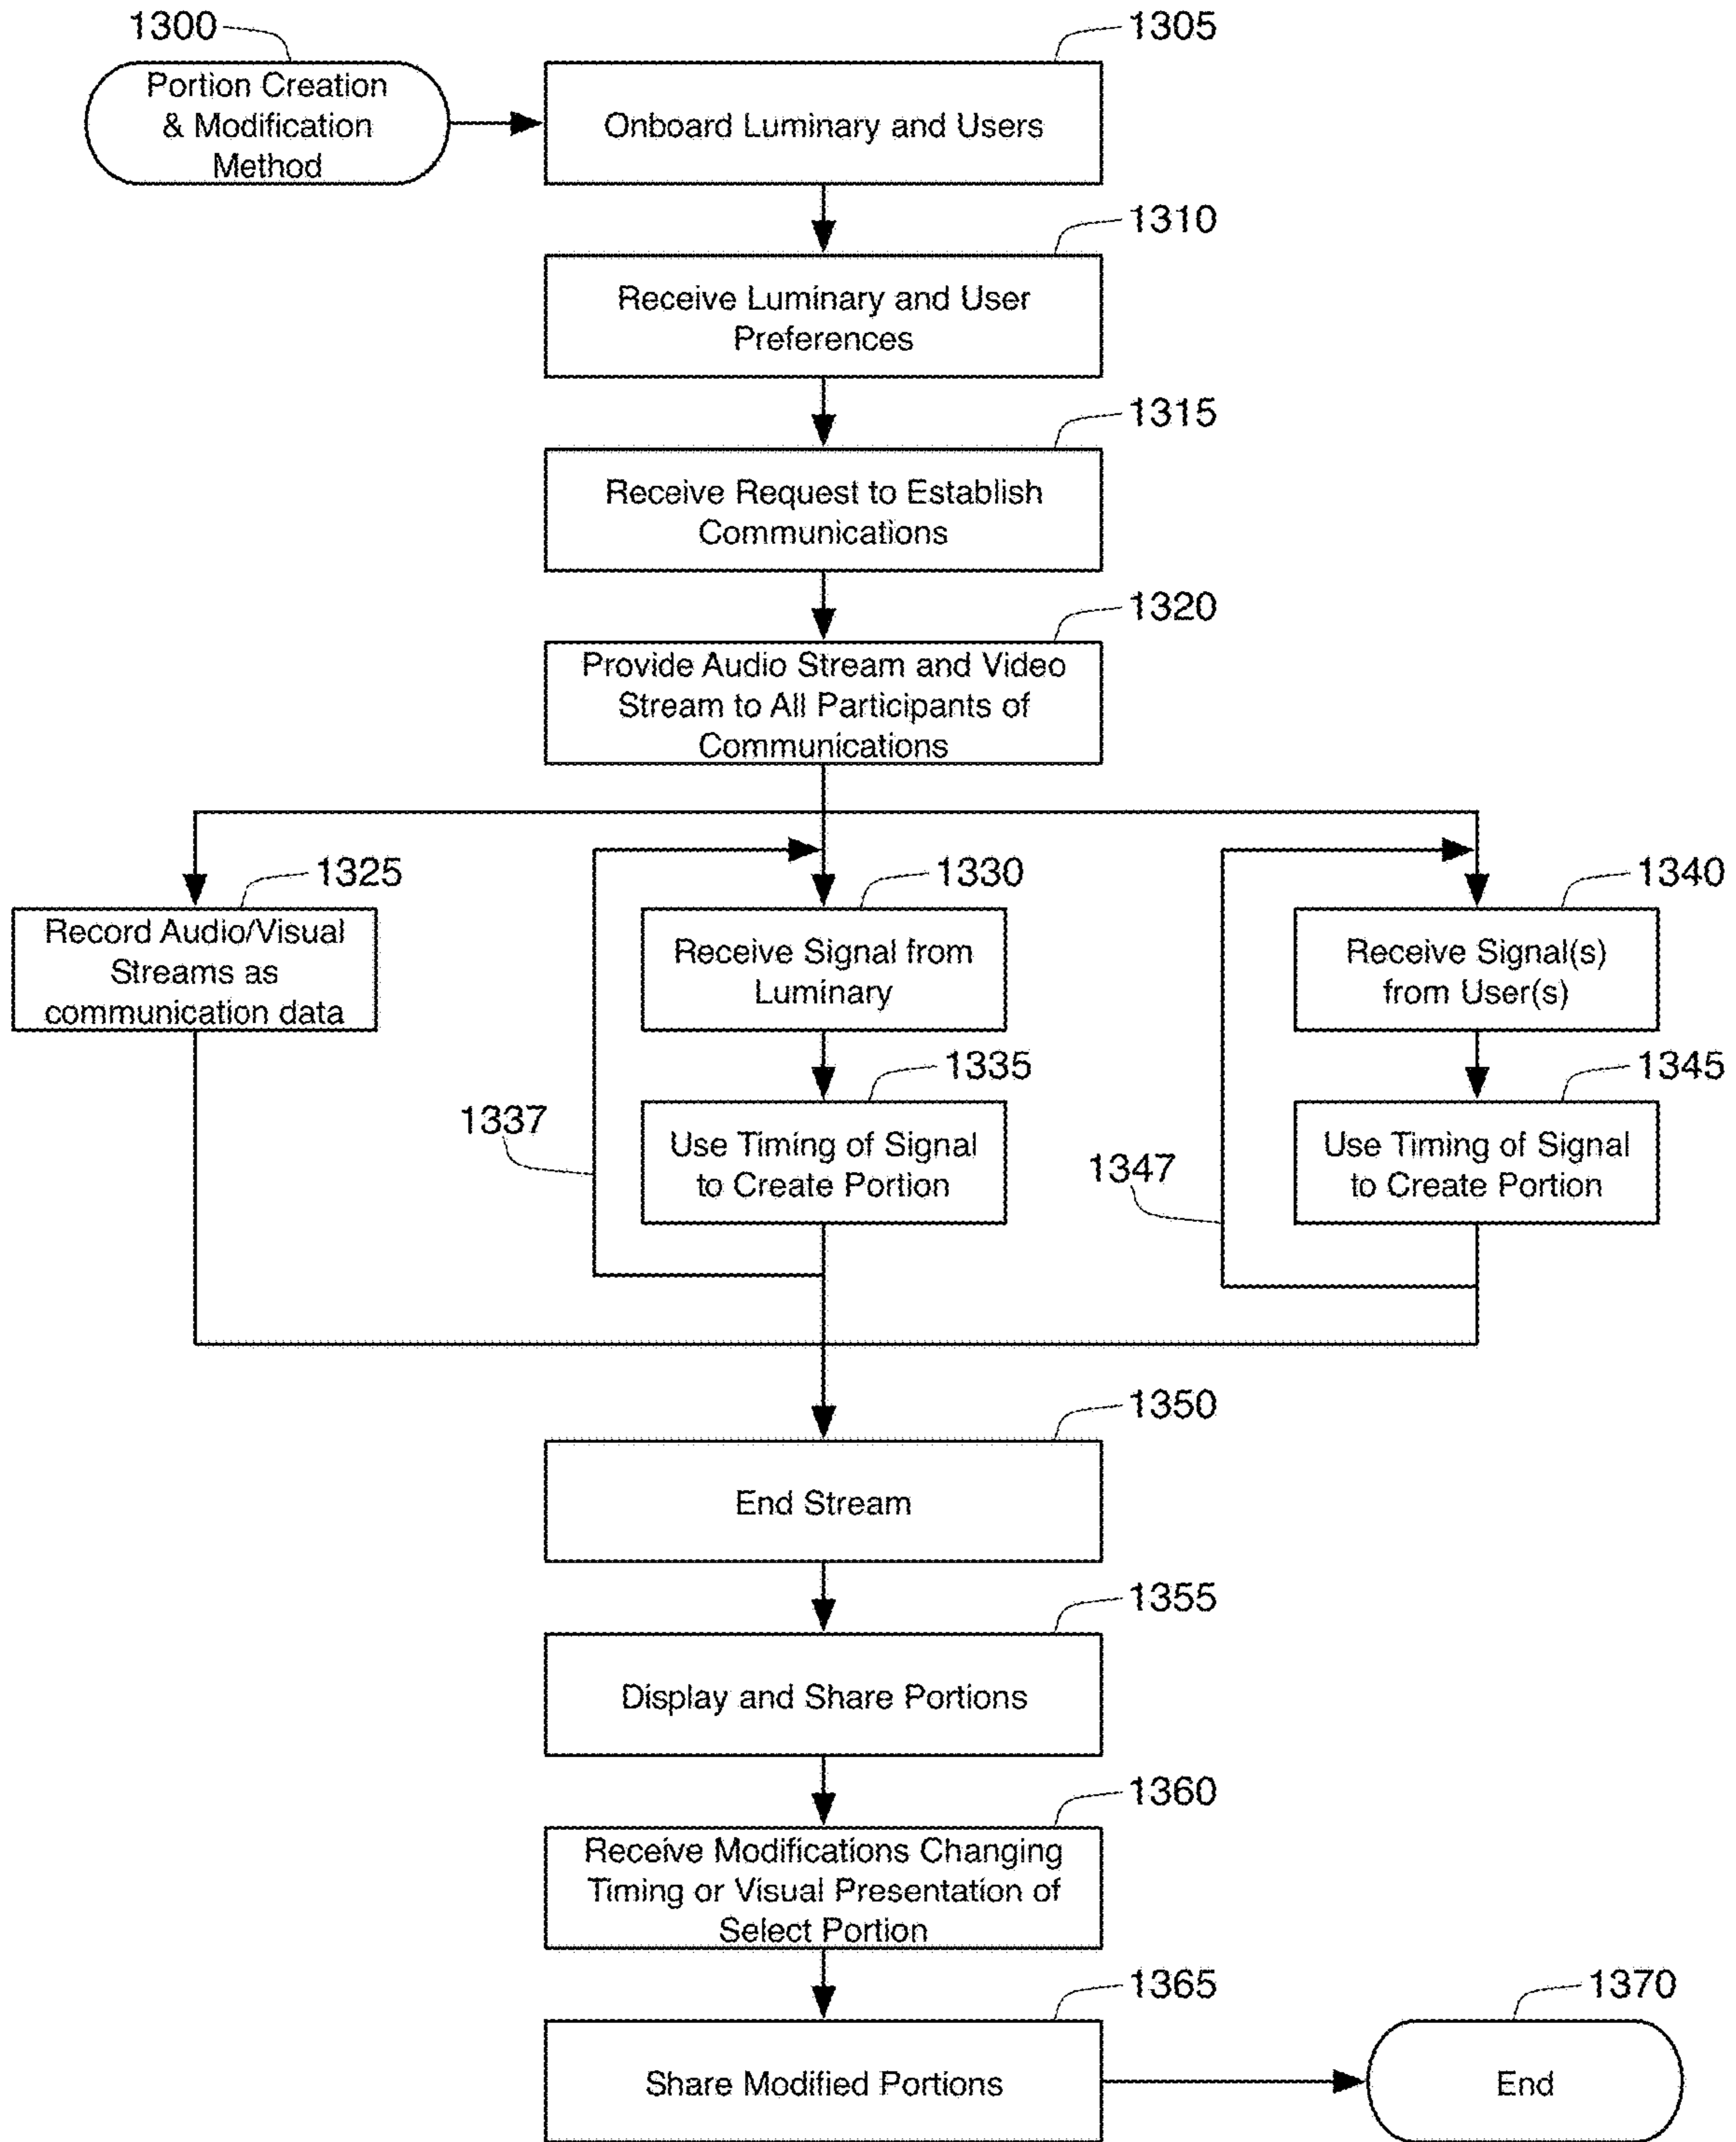 1300
Portion Creation
& Modification
Method
1305
Onboard Luminary and Users
1310
Receive Luminary and User
Preferences
1315
Receive Request to Establish
Communications
1320
Provide Audio Stream and Video
Stream to All Participants of
Communications
1325
Record Audio/Visual
Streams as
communication data
1330
Receive Signal from
Luminary
1335
Use Timing of Signal
to Create Portion
1337
1340
Receive Signal(s)
from User(s)
1345
Use Timing of Signal
to Create Portion
1347
1350
End Stream
1355
Display and Share Portions
1360
Receive Modifications Changing
Timing or Visual Presentation of
Select Portion
1365
Share Modified Portions
1370
End